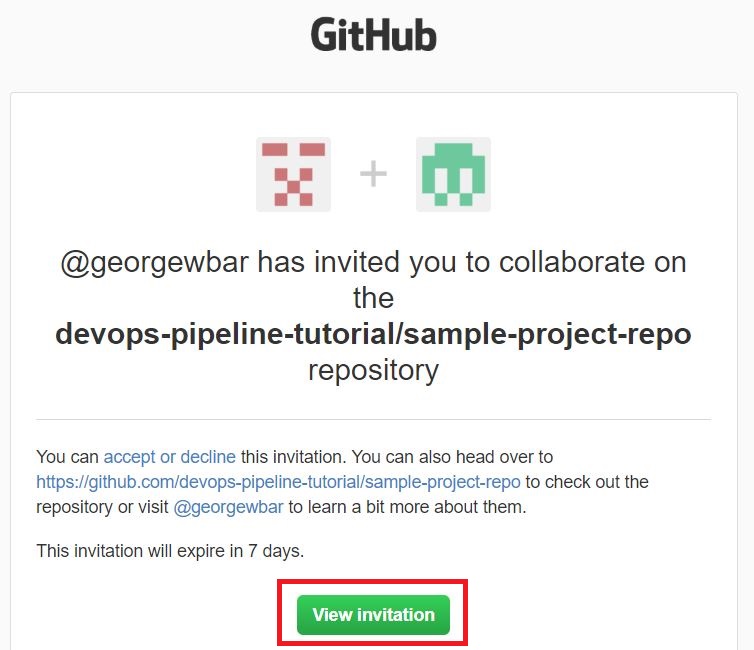 GitHub
@georgewbar has invited you to collaborate on
the
devops-pipeline-tutorial/sample-project-repo
repository
You can accept or decline this invitation. You can also head over to
https://github.com/devops-pipeline-tutorial/sample-project-repo to check out the
repository or visit @georgewbar to learn a bit more about them.
This invitation will expire in 7 days.
View invitation